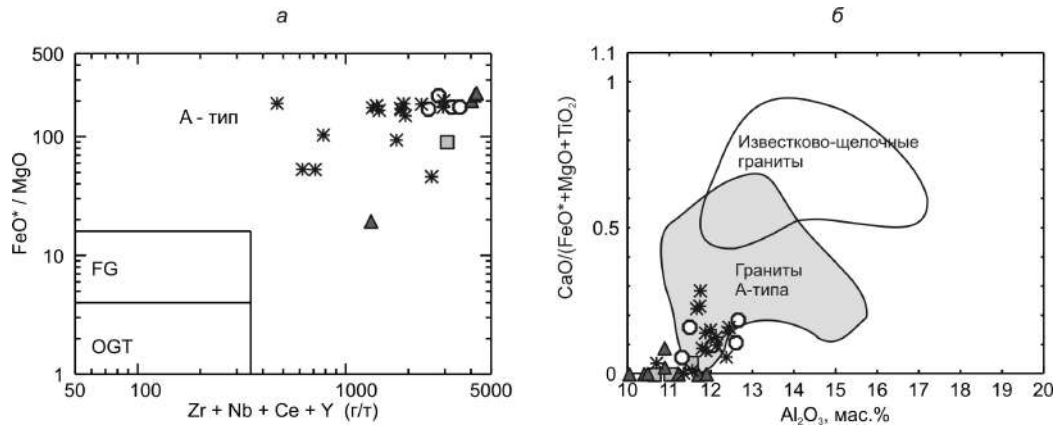 а
500
100
10
1
FeO* / MgO
А - тип
FG
OGT
50
100
1000
5000
Zr + Nb + Ce + Y (г/т)
б
1.1
1
0.5
0
CaO/(FeO*+MgO+TiO₂)
Известково-щелочные
граниты
Граниты
А-типа
10
11
12
13
14
15
16
17
18
19
20
Al₂O₃, мас.%